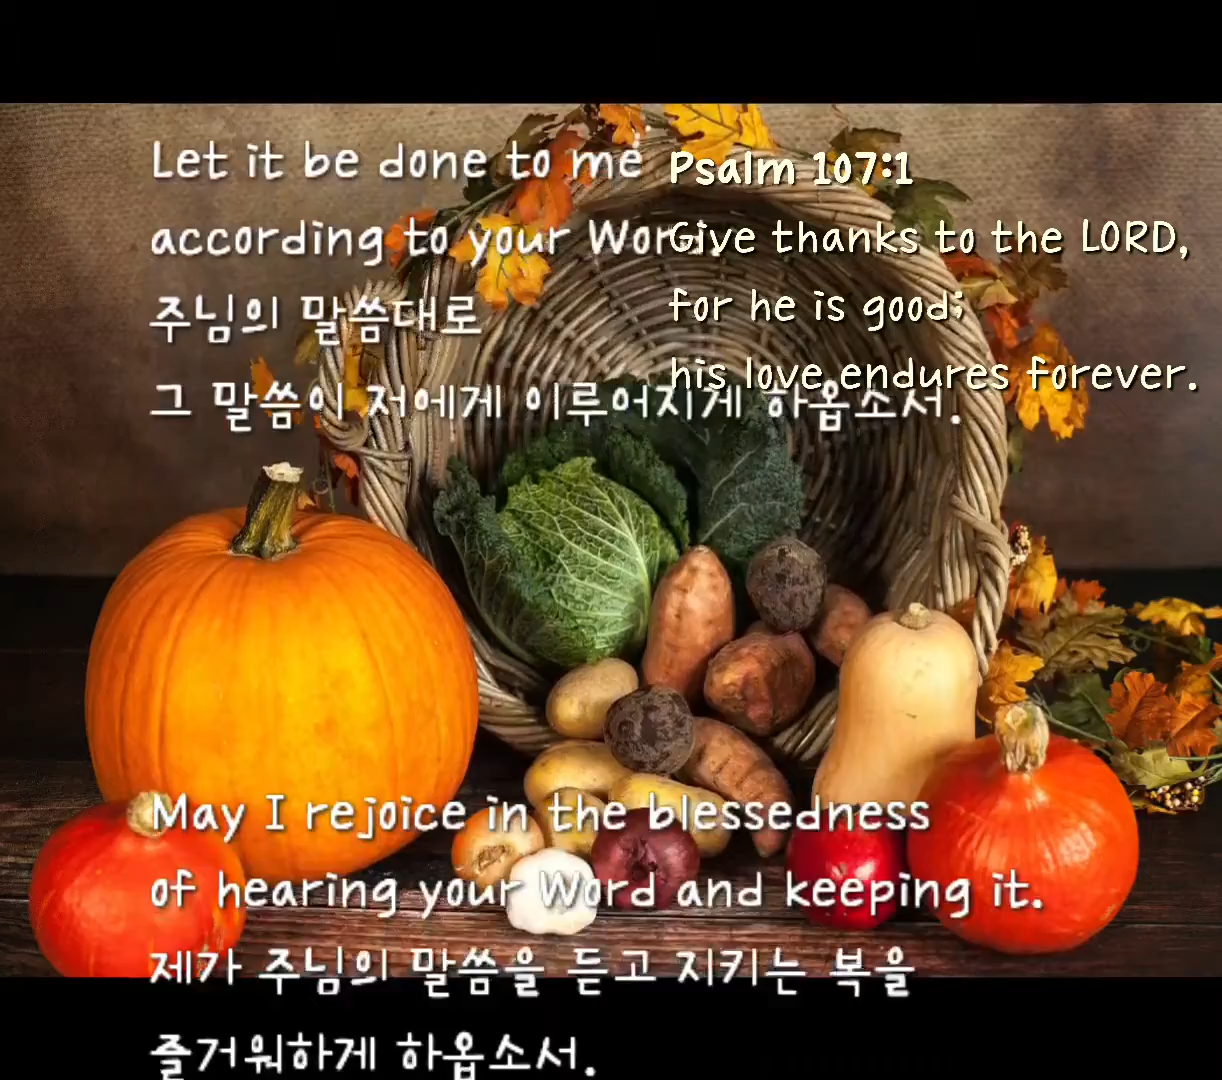 Let it be done to me
according to your Word.
주님의 말씀대로
그 말씀이 저에게 이루어지게 하옵소서.
Psalm 107:1
Give thanks to the LORD,
for he is good;
his love endures forever.
May I rejoice in the blessedness
of hearing your Word and keeping it.
제가 주님의 말씀을 듣고 지키는 복을
즐거워하게 하옵소서.